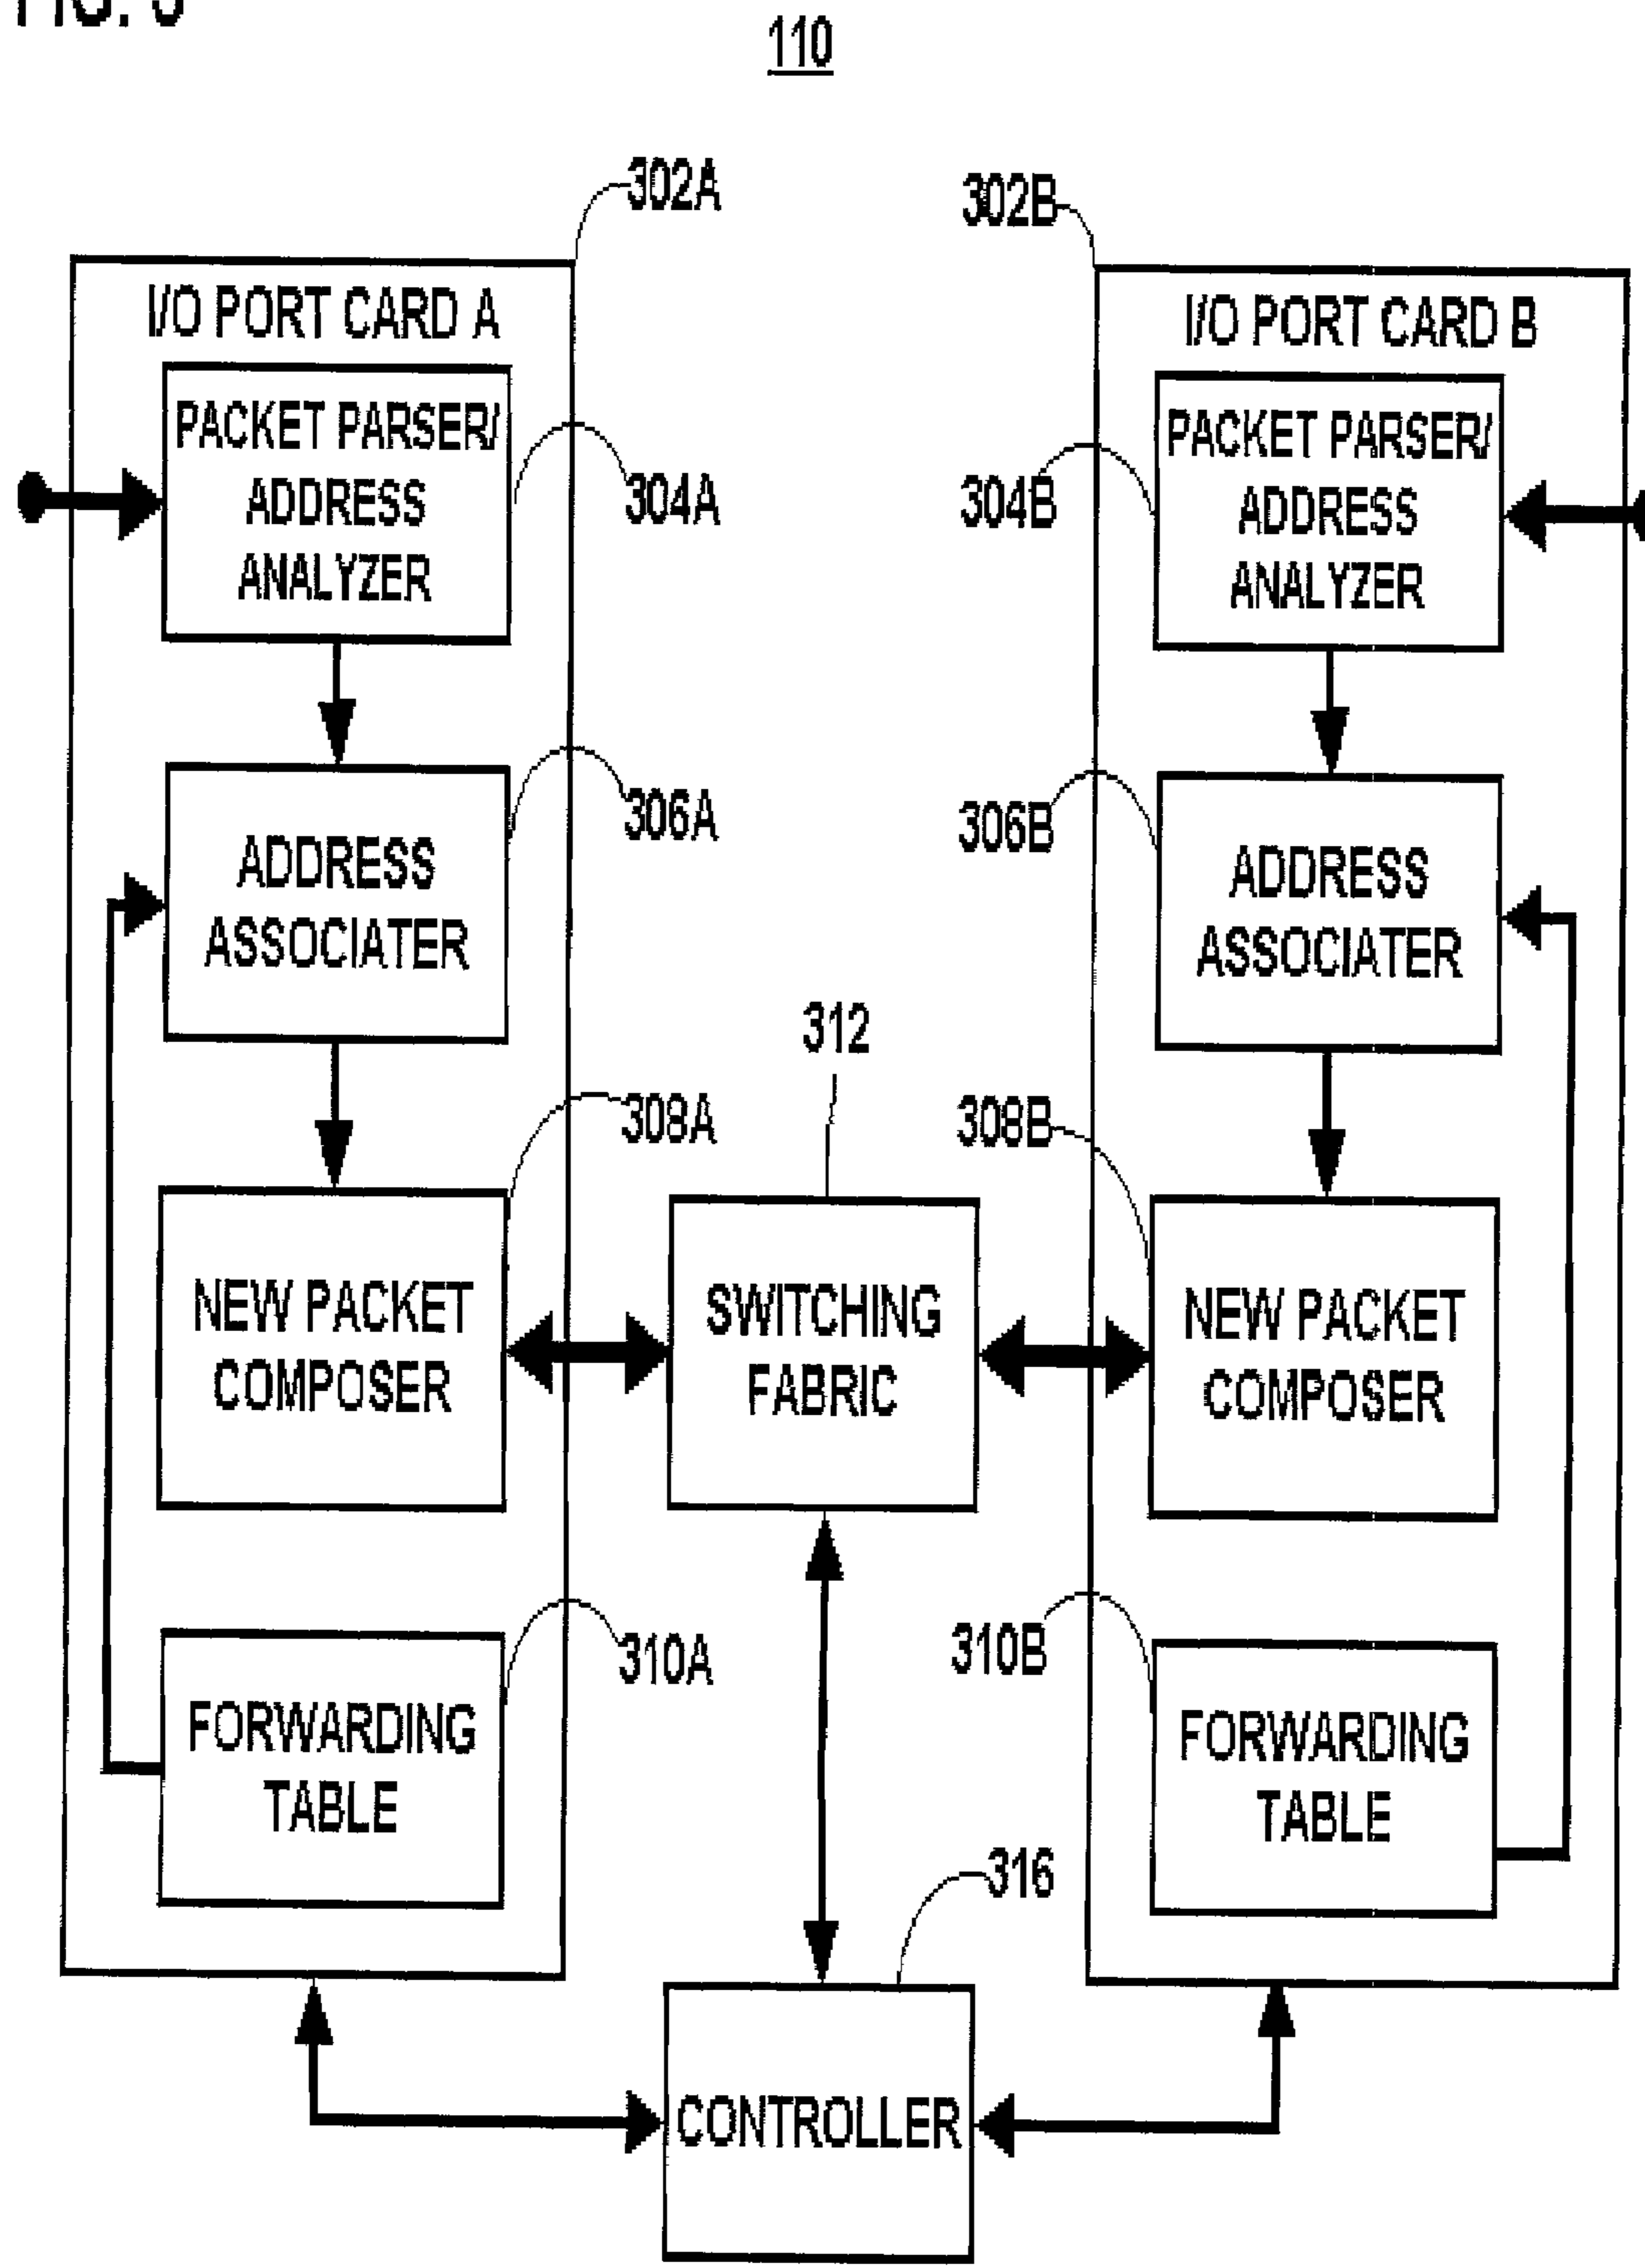 110
302A
302B
I/O PORT CARD A
PACKET PARSER/
ADDRESS
ANALYZER
304A
ADDRESS
ASSOCIATER
306A
NEW PACKET
COMPOSER
308A
FORWARDING
TABLE
310A
312
SWITCHING
FABRIC
316
CONTROLLER
I/O PORT CARD B
PACKET PARSER/
ADDRESS
ANALYZER
304B
ADDRESS
ASSOCIATER
306B
NEW PACKET
COMPOSER
308B
FORWARDING
TABLE
310B